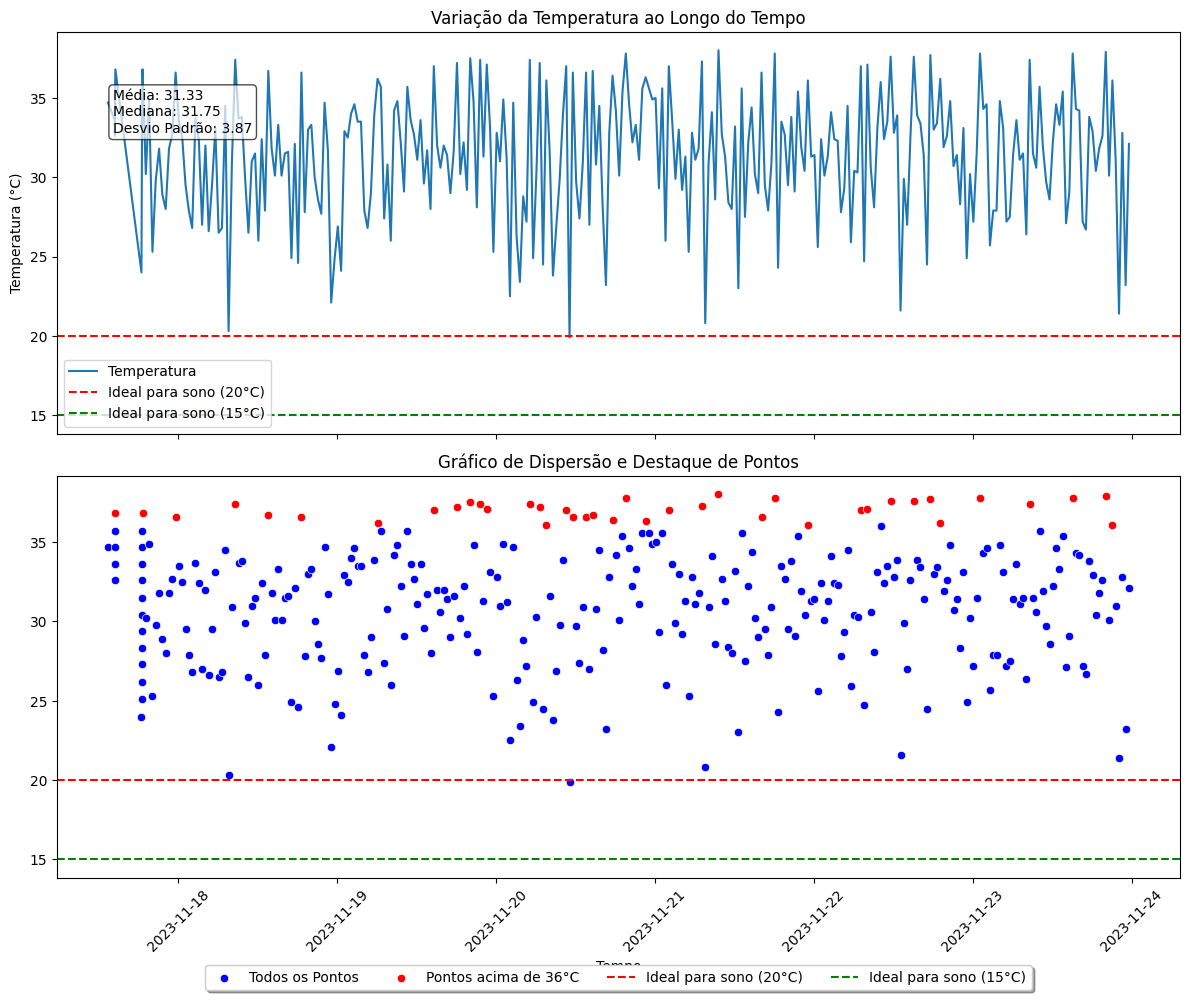 Variação da Temperatura ao Longo do Tempo
Temperatura (°C)
35
30
25
20
15
Média: 31.33
Mediana: 31.75
Desvio Padrão: 3.87
Temperatura
Ideal para sono (20°C)
Ideal para sono (15°C)
Gráfico de Dispersão e Destaque de Pontos
35
30
25
20
15
2023-11-18
2023-11-19
2023-11-20
2023-11-21
2023-11-22
2023-11-23
2023-11-24
Tempo
Todos os Pontos
Pontos acima de 36°C
Ideal para sono (20°C)
Ideal para sono (15°C)